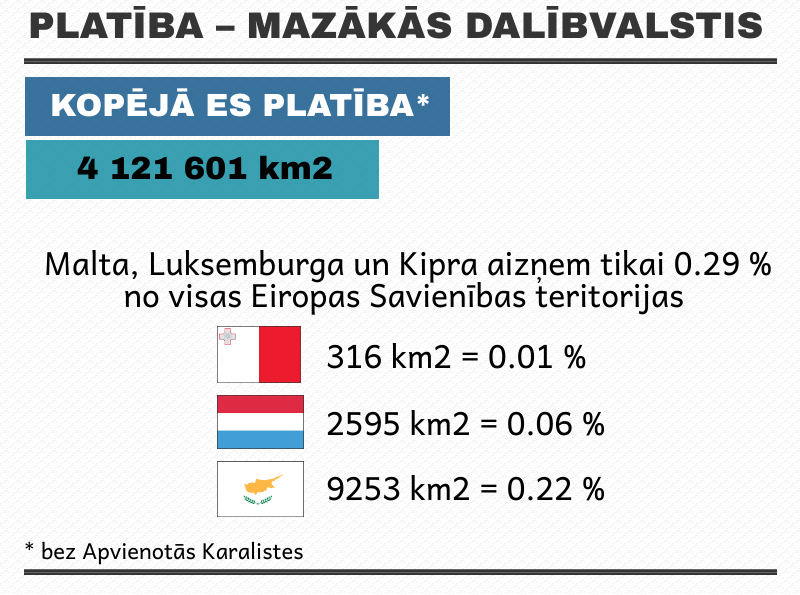 PLATĪBA – MAZĀKĀS DALĪBVALSTIS
KOPĒJĀ ES PLATĪBA*
4 121 601 km2
Malta, Luksemburga un Kipra aizņem tikai 0.29 %
no visas Eiropas Savienības teritorijas
316 km2 = 0.01 %
2595 km2 = 0.06 %
9253 km2 = 0.22 %
* bez Apvienotās Karalistes